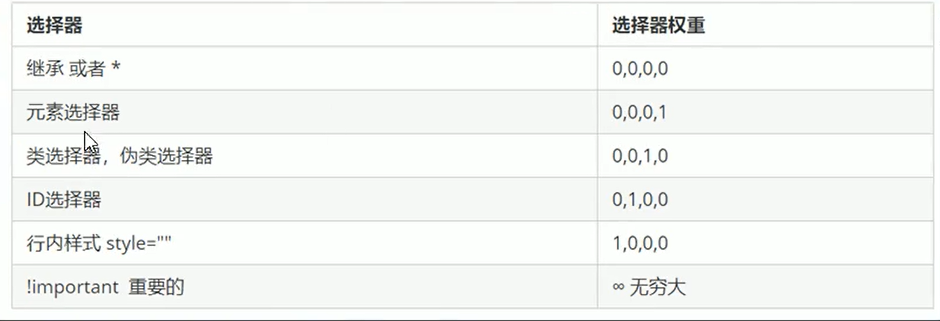 选择器 选择器权重
继承 或者 * 0,0,0,0
元素选择器 0,0,0,1
类选择器，伪类选择器 0,0,1,0
ID选择器 0,1,0,0
行内样式 style="" 1,0,0,0
!important 重要的 ∞ 无穷大